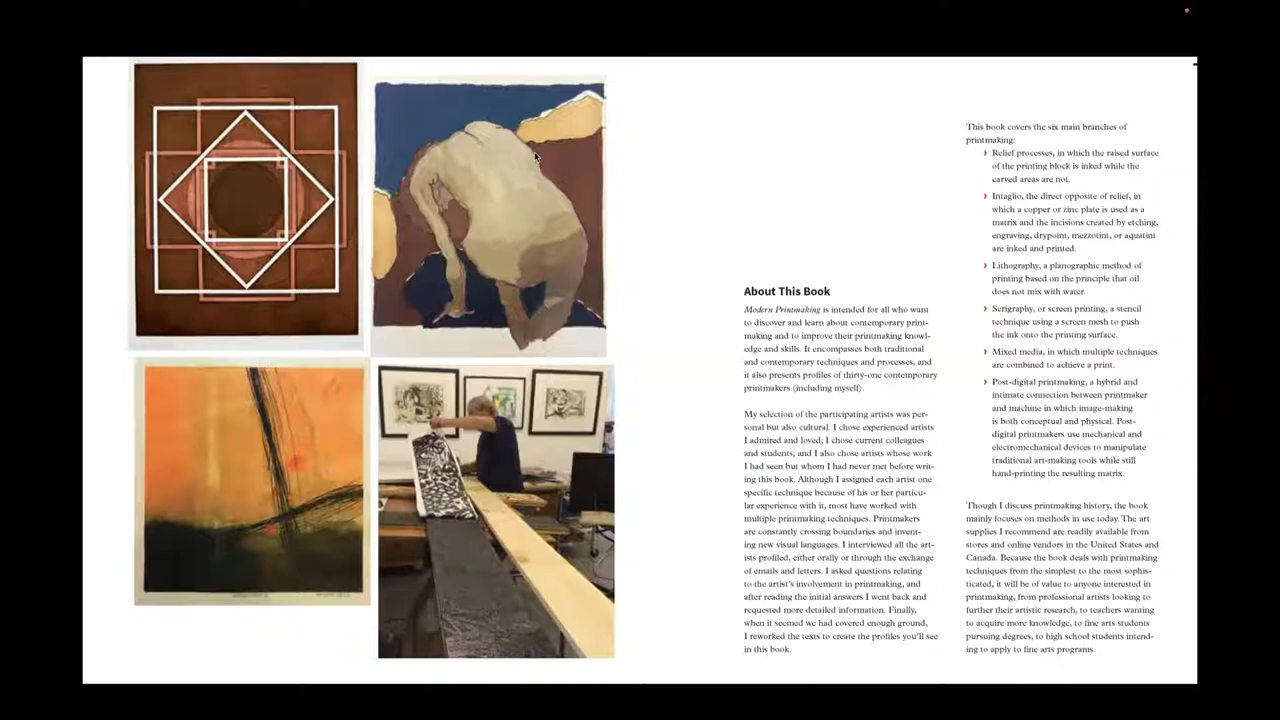 About This Book
Modern Printmaking is intended for all who want
to discover and learn about contemporary print-
making and to improve their printmaking knowl-
edge and skills. It encompasses both traditional
and contemporary techniques and processes, and
it also presents profiles of thirty-one contemporary
printmakers (including myself).
My selection of the participating artists was per-
sonal but also cultural. I chose experienced artists
I admired and loved; I chose current colleagues
and students; and I also chose artists whose work
I had seen but whom I had never met before writ-
ing this book. Although I assigned each artist one
specific technique because of his or her particu-
lar experience with it, most have worked with
multiple printmaking techniques. Printmakers
are constantly crossing boundaries and invent-
ing new visual languages. I interviewed all the art-
ists profiled, either orally or through the exchange
of emails and letters. I asked questions relating
to the artist's involvement in printmaking, and
after reading the initial answers I went back and
requested more detailed information. Finally,
when it seemed we had covered enough ground,
I reworked the texts to create the profiles you'll see
in this book.
This book covers the six main branches of
printmaking:
› Relief processes, in which the raised surface
of the printing block is inked while the
carved areas are not.
› Intaglio, the direct opposite of relief, in
which a copper or zinc plate is used as a
matrix and the incisions created by etching,
engraving, drypoint, mezzotint, or aquatint
are inked and printed.
› Lithography, a planographic method of
printing based on the principle that oil
does not mix with water.
› Serigraphy, or screen printing, a stencil
technique using a screen mesh to push
the ink onto the printing surface.
› Mixed media, in which multiple techniques
are combined to achieve a print.
› Post-digital printmaking, a hybrid and
intimate connection between printmaker
and machine in which image-making
is both conceptual and physical. Post-
digital printmakers use mechanical and
electromechanical devices to manipulate
traditional art-making tools while still
hand-printing the resulting matrix.
Though I discuss printmaking history, the book
mainly focuses on methods in use today. The art
supplies I recommend are readily available from
stores and online vendors in the United States and
Canada. Because the book deals with printmaking
techniques from the simplest to the most sophis-
ticated, it will be of value to anyone interested in
printmaking, from professional artists looking to
further their artistic research, to teachers wanting
to acquire more knowledge, to fine arts students
pursuing degrees, to high school students intend-
ing to apply to fine arts programs.